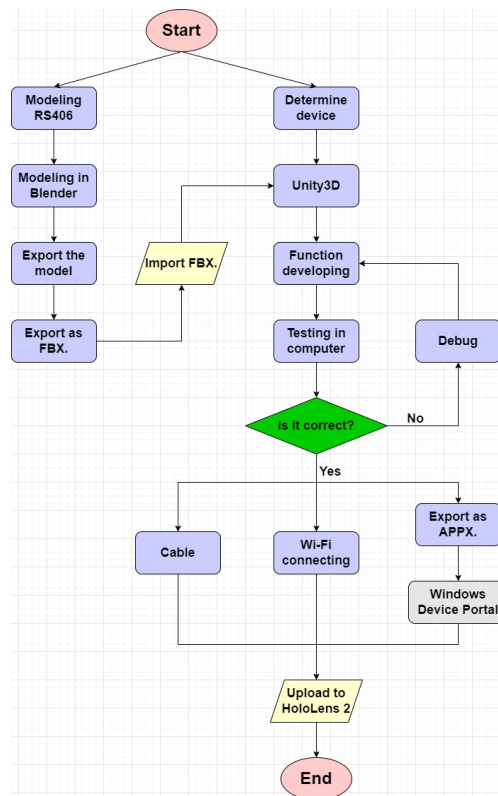 Start
Modeling
RS406
Determine
device
Modeling in
Blender
Unity3D
Export the
model
Import FBX.
Function
developing
Export as
FBX.
Testing in
computer
Debug
Is it correct?
No
Yes
Cable
Wi-Fi
connecting
Export as
APPX.
Windows
Device Portal
Upload to
HoloLens 2
End